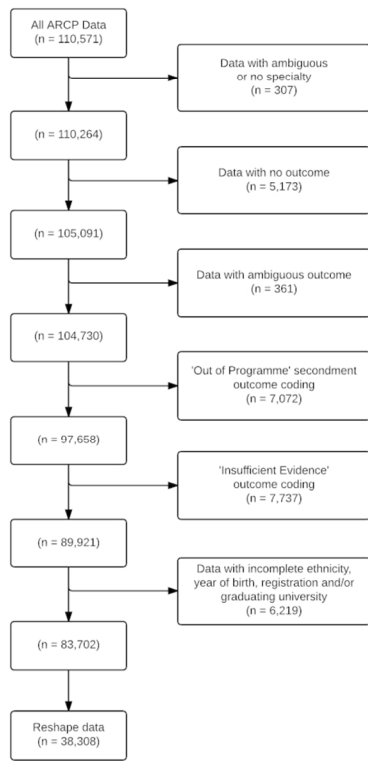 All ARCP Data
(n = 110,571)
Data with ambiguous
or no specialty
(n = 307)
(n = 110,264)
Data with no outcome
(n = 5,173)
(n = 105,091)
Data with ambiguous outcome
(n = 361)
(n = 104,730)
'Out of Programme' secondment
outcome coding
(n = 7,072)
(n = 97,658)
'Insufficient Evidence'
outcome coding
(n = 7,737)
(n = 89,921)
Data with incomplete ethnicity,
year of birth, registration and/or
graduating university
(n = 6,219)
(n = 83,702)
Reshape data
(n = 38,308)